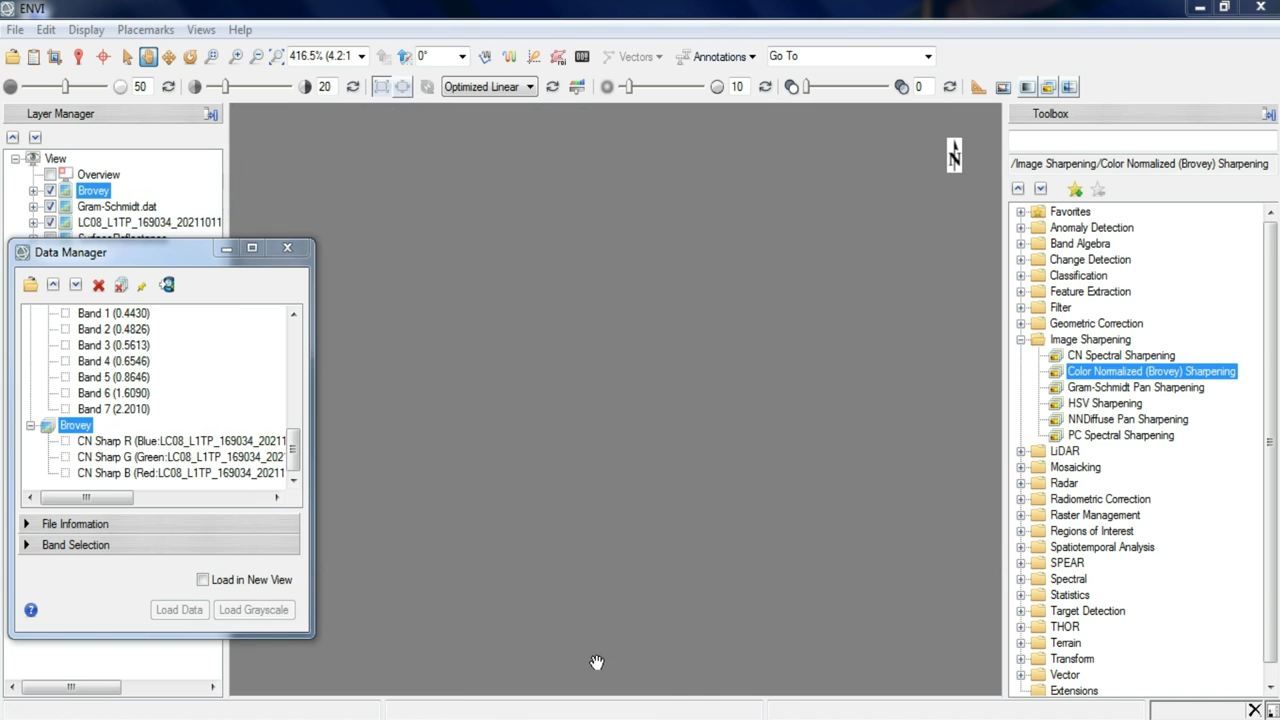 ENVI
File Edit Display Placemarks Views Help
416.5% (4.2:1 0° Vectors Annotations Go To
50 20 Optimized Linear 10 0
Layer Manager
View
Overview
Brovey
Gram-Schmidt.dat
LC08_L1TP_169034_20211011
Data Manager
Band 1 (0.4430)
Band 2 (0.4826)
Band 3 (0.5613)
Band 4 (0.6546)
Band 5 (0.8646)
Band 6 (1.6090)
Band 7 (2.2010)
Brovey
CN Sharp R (Blue:LC08_L1TP_169034_20211
CN Sharp G (Green:LC08_L1TP_169034_202
CN Sharp B (Red:LC08_L1TP_169034_20211
File Information
Band Selection
Load in New View
Load Data Load Grayscale
N
Toolbox
/Image Sharpening/Color Normalized (Brovey) Sharpening
Favorites
Anomaly Detection
Band Algebra
Change Detection
Classification
Feature Extraction
Filter
Geometric Correction
Image Sharpening
CN Spectral Sharpening
Color Normalized (Brovey) Sharpening
Gram-Schmidt Pan Sharpening
HSV Sharpening
NNDiffuse Pan Sharpening
PC Spectral Sharpening
LiDAR
Mosaicking
Radar
Radiometric Correction
Raster Management
Regions of Interest
Spatiotemporal Analysis
SPEAR
Spectral
Statistics
Target Detection
THOR
Terrain
Transform
Vector
Extensions